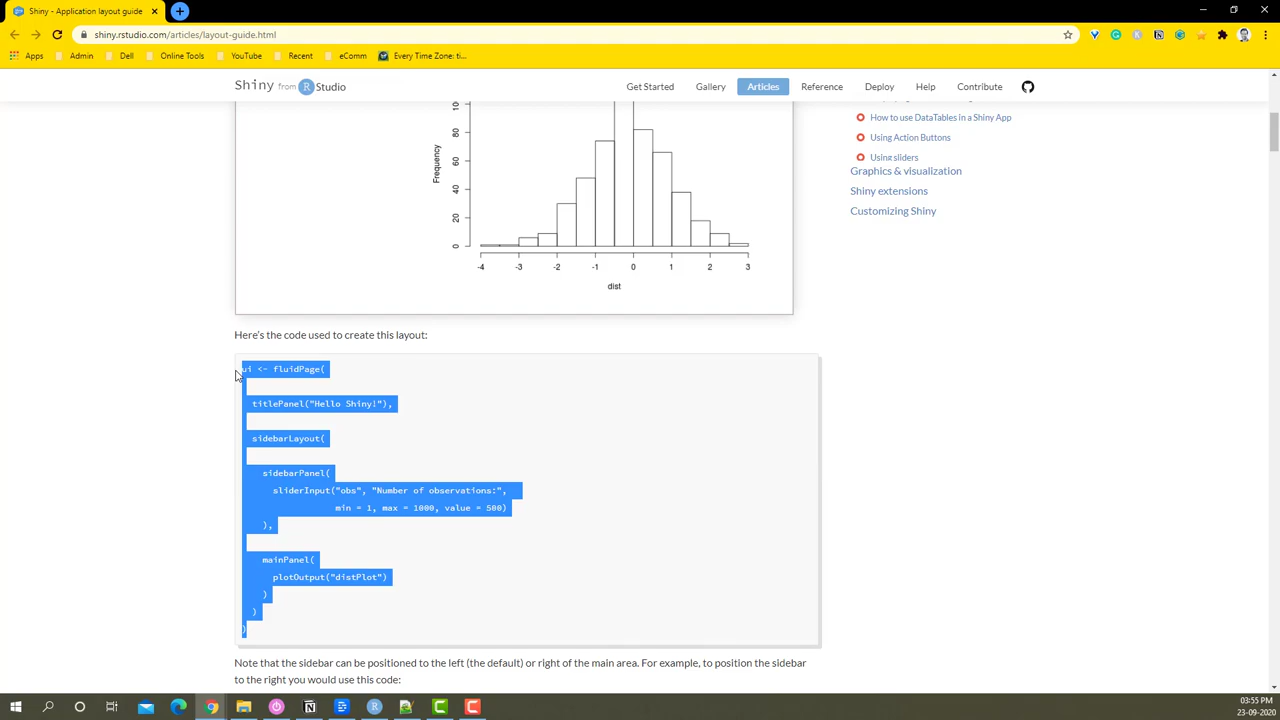 Shiny - Application layout guide
shiny.rstudio.com/articles/layout-guide.html
Apps Admin Dell Online Tools YouTube Recent eComm Every Time Zone: ti...
Shiny from R Studio Get Started Gallery Articles Reference Deploy Help Contribute
How to use DataTables in a Shiny App
Using Action Buttons
Using sliders
Graphics & visualization
Shiny extensions
Customizing Shiny
Frequency
80
60
40
20
0
-4 -3 -2 -1 0 1 2 3
dist
Here's the code used to create this layout:
ui <- fluidPage(
titlePanel("Hello Shiny!"),
sidebarLayout(
sidebarPanel(
sliderInput("obs", "Number of observations:",
min = 1, max = 1000, value = 500)
),
mainPanel(
plotOutput("distPlot")
)
)
)
Note that the sidebar can be positioned to the left (the default) or right of the main area. For example, to position the sidebar
to the right you would use this code:
03:55 PM
23-09-2020